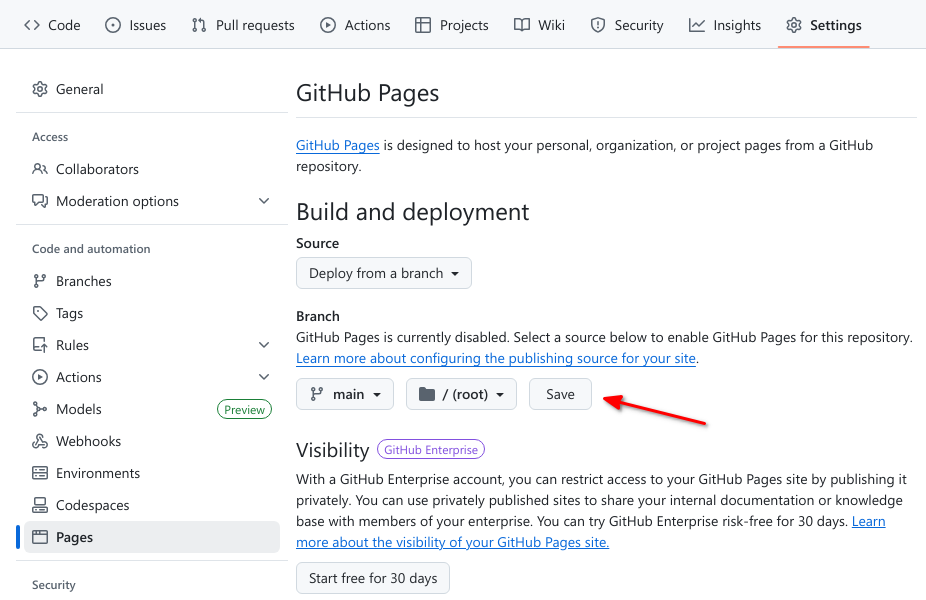 Code Issues Pull requests Actions Projects Wiki Security Insights Settings
General
Access
Collaborators
Moderation options
Code and automation
Branches
Tags
Rules
Actions
Models Preview
Webhooks
Environments
Codespaces
Pages
Security
GitHub Pages
GitHub Pages is designed to host your personal, organization, or project pages from a GitHub
repository.
Build and deployment
Source
Deploy from a branch
Branch
GitHub Pages is currently disabled. Select a source below to enable GitHub Pages for this repository.
Learn more about configuring the publishing source for your site.
main / (root) Save
Visibility GitHub Enterprise
With a GitHub Enterprise account, you can restrict access to your GitHub Pages site by publishing it
privately. You can use privately published sites to share your internal documentation or knowledge
base with members of your enterprise. You can try GitHub Enterprise risk-free for 30 days. Learn
more about the visibility of your GitHub Pages site.
Start free for 30 days